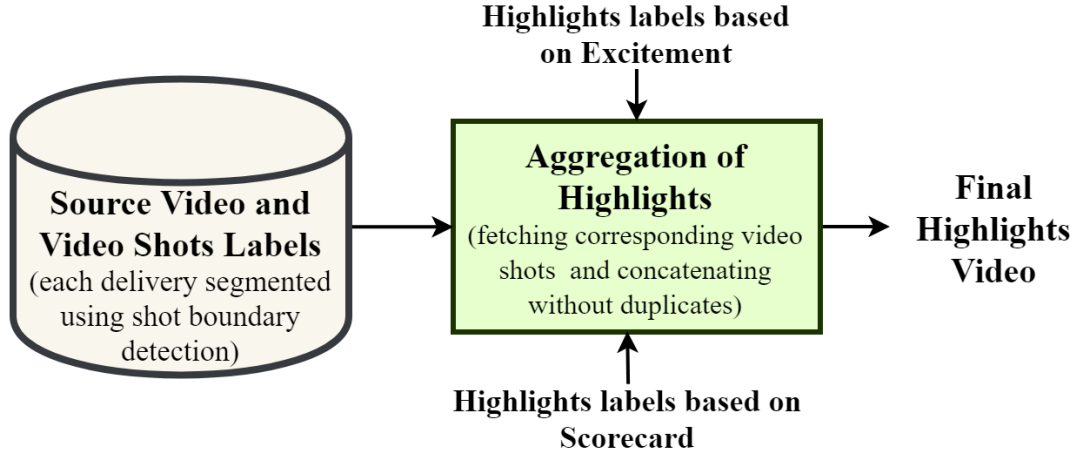 Highlights labels based
on Excitement
Source Video and
Video Shots Labels
(each delivery segmented
using shot boundary
detection)
Aggregation of
Highlights
(fetching corresponding video
shots and concatenating
without duplicates)
Final
Highlights
Video
Highlights labels based on
Scorecard